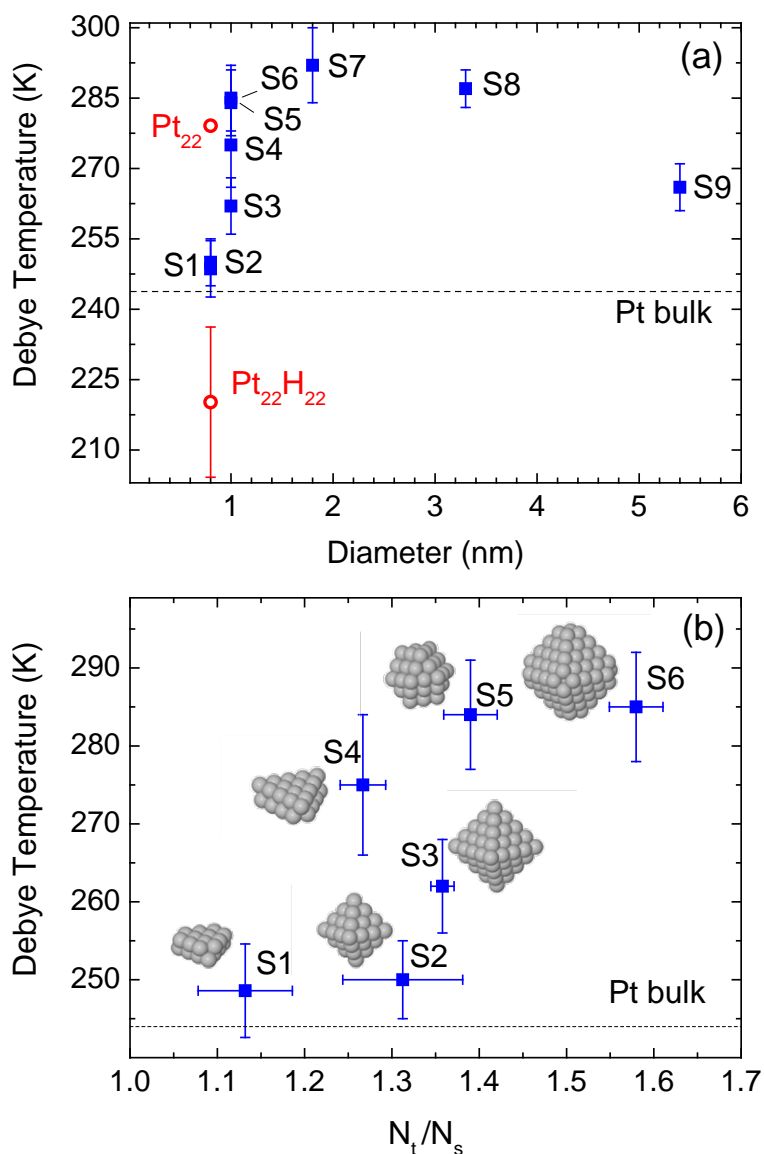 (a)
Debye Temperature (K)
300
285
270
255
240
225
210
S6
S5
S7
S8
Pt22
S4
S9
S3
S1
S2
Pt bulk
Pt22H22
1 2 3 4 5 6
Diameter (nm)
(b)
Debye Temperature (K)
290
280
270
260
250
S5
S6
S4
S3
S1
S2
Pt bulk
1.0 1.1 1.2 1.3 1.4 1.5 1.6 1.7
Nt/Ns